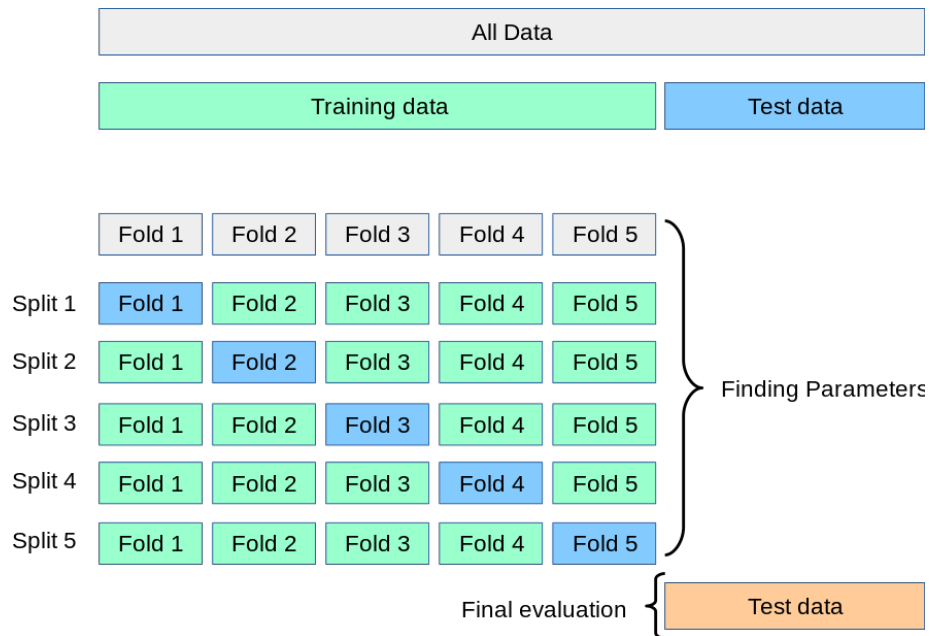 All Data
Training data Test data
Fold 1 Fold 2 Fold 3 Fold 4 Fold 5
Split 1 Fold 1 Fold 2 Fold 3 Fold 4 Fold 5
Split 2 Fold 1 Fold 2 Fold 3 Fold 4 Fold 5
Finding Parameters
Split 3 Fold 1 Fold 2 Fold 3 Fold 4 Fold 5
Split 4 Fold 1 Fold 2 Fold 3 Fold 4 Fold 5
Split 5 Fold 1 Fold 2 Fold 3 Fold 4 Fold 5
Final evaluation Test data